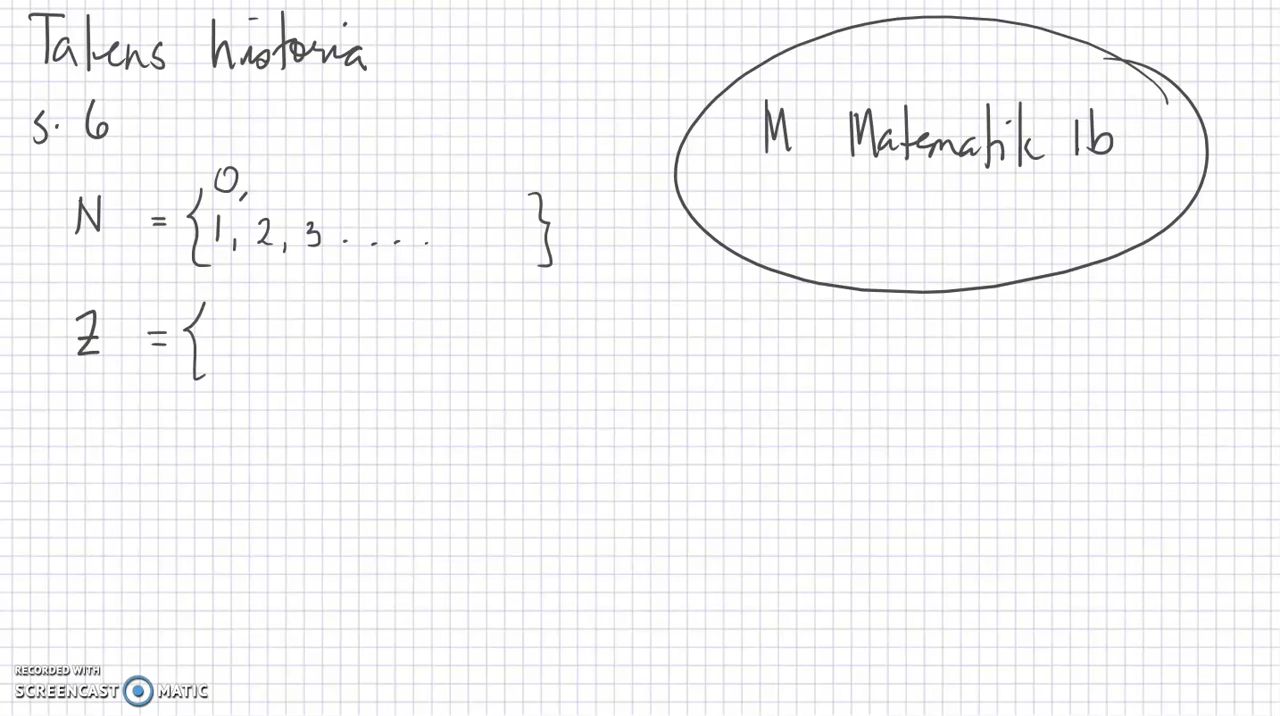 Talens historia
s. 6
M Matematik 1b
N = { 0,
1, 2, 3 . . . . }
Z = {
RECORDED WITH
SCREENCAST MATIC